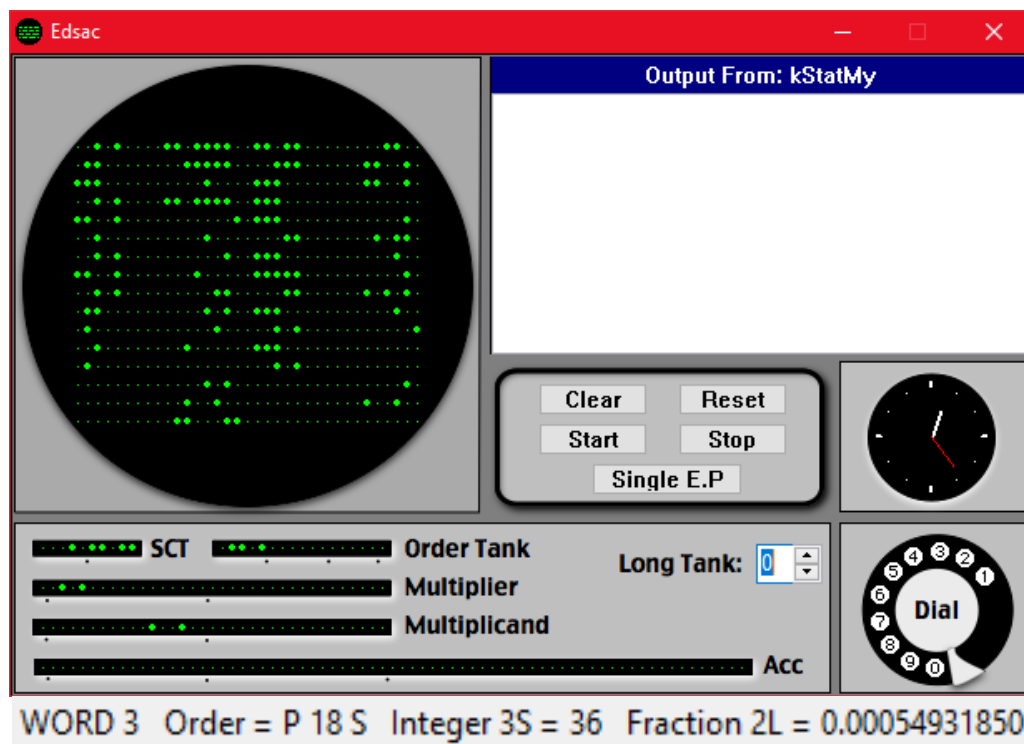 Edsac
Output From: kStatMy
Clear Reset
Start Stop
Single E.P
SCT Order Tank
Long Tank: 0
Multiplier
Multiplicand
Acc
1 2 3 4 5 6 7 8 9 0
Dial
WORD 3 Order = P 18 S Integer 3S = 36 Fraction 2L = 0.00054931850